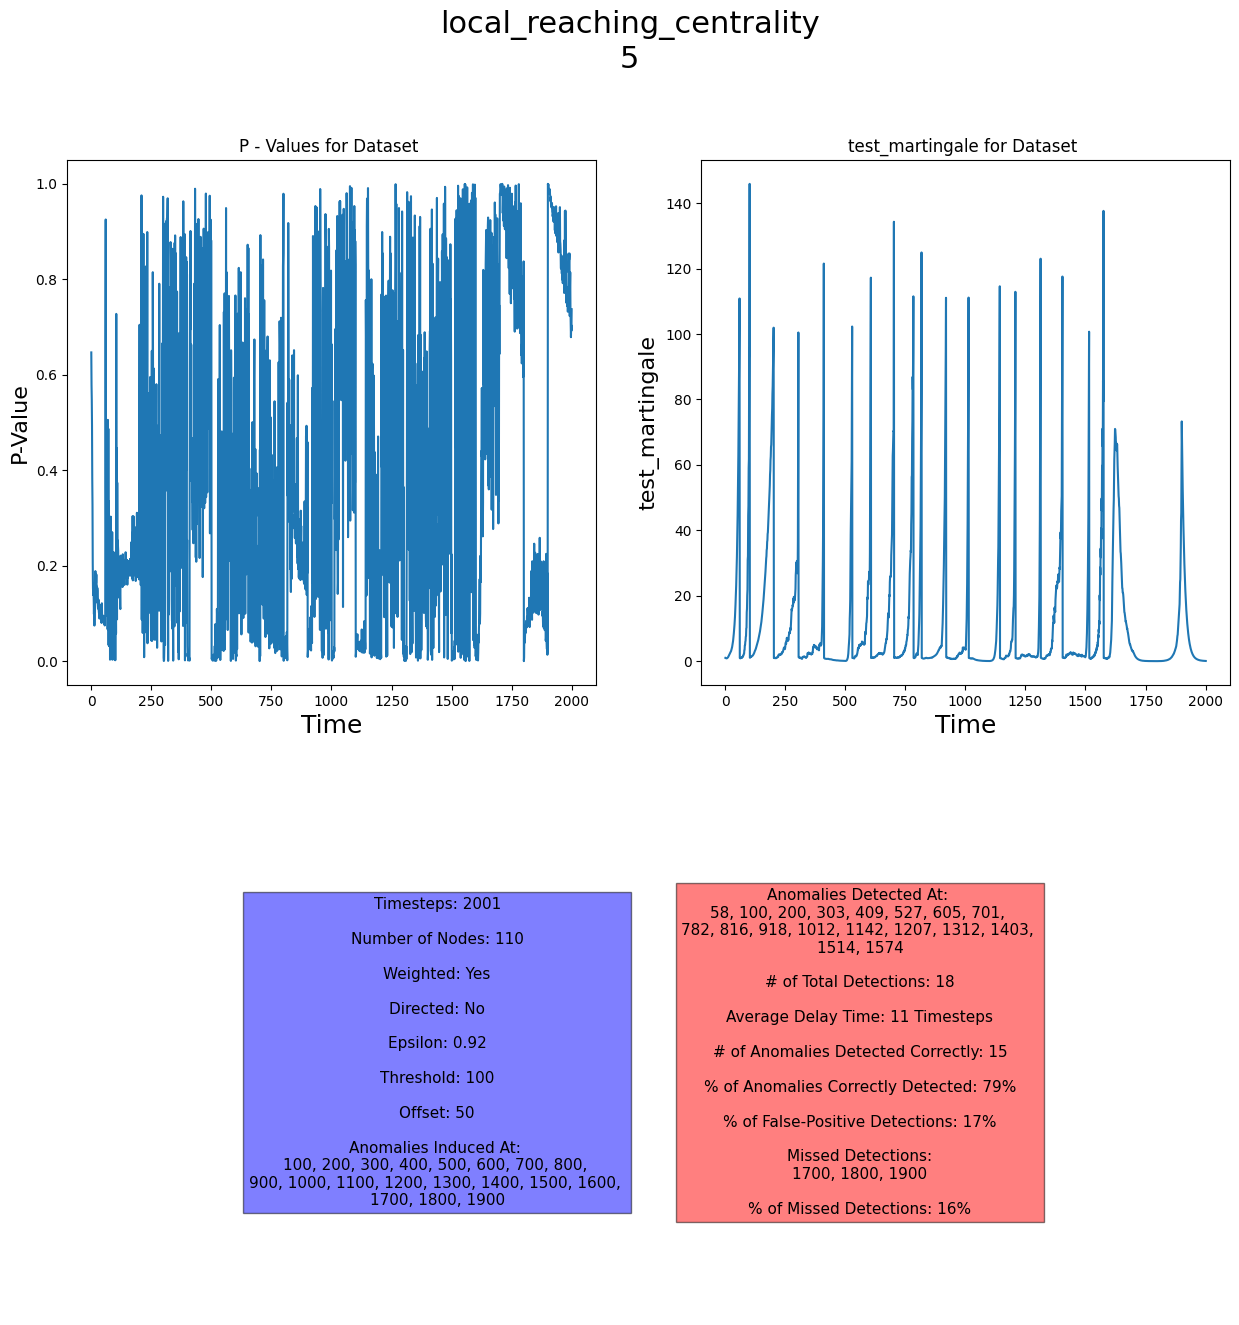 local_reaching_centrality
5
P - Values for Dataset
1.0
0.8
0.6
0.4
0.2
0.0
P-Value
0 250 500 750 1000 1250 1500 1750 2000
Time
test_martingale for Dataset
140
120
100
80
60
40
20
0
test_martingale
0 250 500 750 1000 1250 1500 1750 2000
Time
Timesteps: 2001
Number of Nodes: 110
Weighted: Yes
Directed: No
Epsilon: 0.92
Threshold: 100
Offset: 50
Anomalies Induced At:
100, 200, 300, 400, 500, 600, 700, 800,
900, 1000, 1100, 1200, 1300, 1400, 1500, 1600,
1700, 1800, 1900
Anomalies Detected At:
58, 100, 200, 303, 409, 527, 605, 701,
782, 816, 918, 1012, 1142, 1207, 1312, 1403,
1514, 1574
# of Total Detections: 18
Average Delay Time: 11 Timesteps
# of Anomalies Detected Correctly: 15
% of Anomalies Correctly Detected: 79%
% of False-Positive Detections: 17%
Missed Detections:
1700, 1800, 1900
% of Missed Detections: 16%